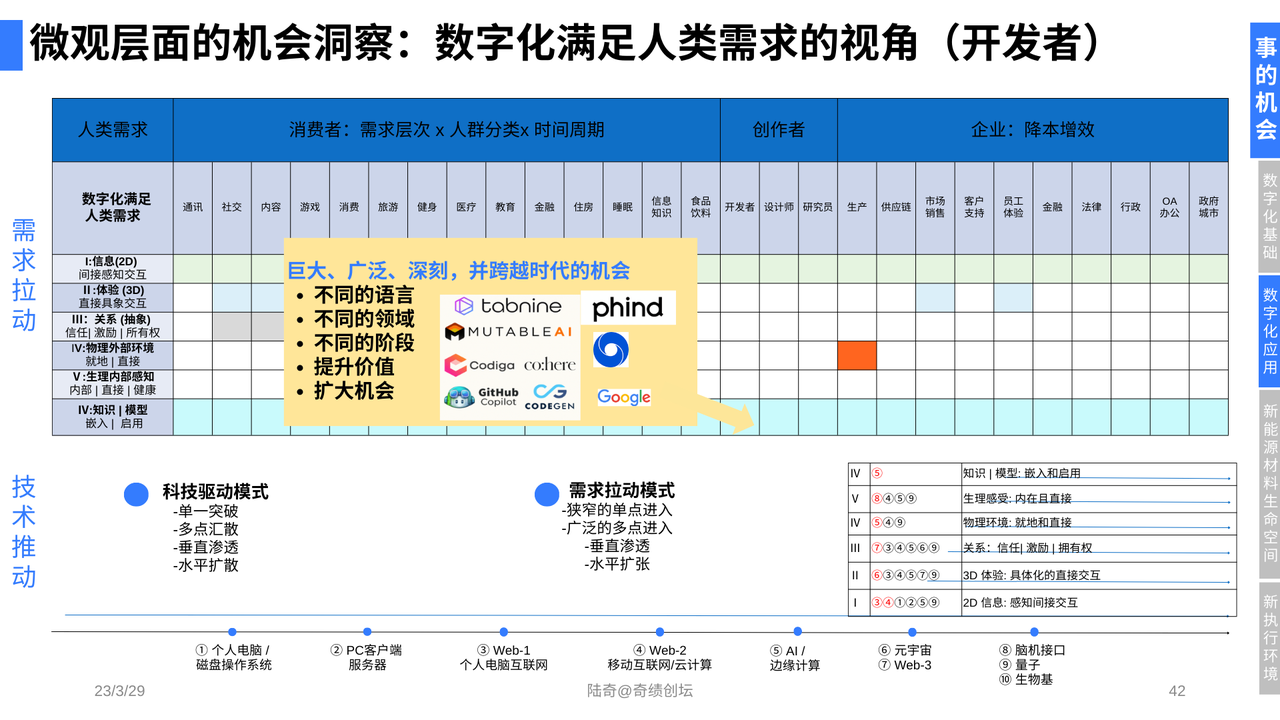 微观层面的机会洞察：数字化满足人类需求的视角（开发者）
人类需求
消费者：需求层次 x 人群分类x 时间周期
创作者
企业：降本增效
数字化满足
人类需求
通讯
社交
内容
游戏
消费
旅游
健身
医疗
教育
金融
住房
睡眠
信息
知识
食品
饮料
开发者
设计师
研究员
生产
供应链
市场
销售
客户
支持
员工
体验
金融
法律
行政
OA
办公
政府
城市
I:信息(2D)
间接感知交互
II:体验 (3D)
直接具象交互
III：关系 (抽象)
信任| 激励 | 所有权
IV:物理外部环境
就地 | 直接
V:生理内部感知
内部 | 直接 | 健康
IV:知识 | 模型
嵌入 | 启用
需求拉动
巨大、广泛、深刻，并跨越时代的机会
• 不同的语言
• 不同的领域
• 不同的阶段
• 提升价值
• 扩大机会
tabnine
phind
MUTABLEAI
Codiga
co:here
GitHub
Copilot
CODEGEN
Google
技术推动
科技驱动模式
-单一突破
-多点汇散
-垂直渗透
-水平扩散
需求拉动模式
-狭窄的单点进入
-广泛的多点进入
-垂直渗透
-水平扩张
IV ⑤ 知识 | 模型: 嵌入和启用
V ⑧④⑤⑨ 生理感受: 内在且直接
IV ⑤④⑨ 物理环境: 就地和直接
III ⑦③④⑤⑥⑨ 关系：信任| 激励 | 拥有权
II ⑥③④⑤⑦⑨ 3D 体验: 具体化的直接交互
I ③④①②⑤⑨ 2D 信息: 感知间接交互
① 个人电脑 /
磁盘操作系统
② PC客户端
服务器
③ Web-1
个人电脑互联网
④ Web-2
移动互联网/云计算
⑤ AI /
边缘计算
⑥ 元宇宙
⑦ Web-3
⑧ 脑机接口
⑨ 量子
⑩ 生物基
23/3/29
陆奇@奇绩创坛
42
事的机会
数字化基础
数字化应用
新能源材料生命空间
新执行环境